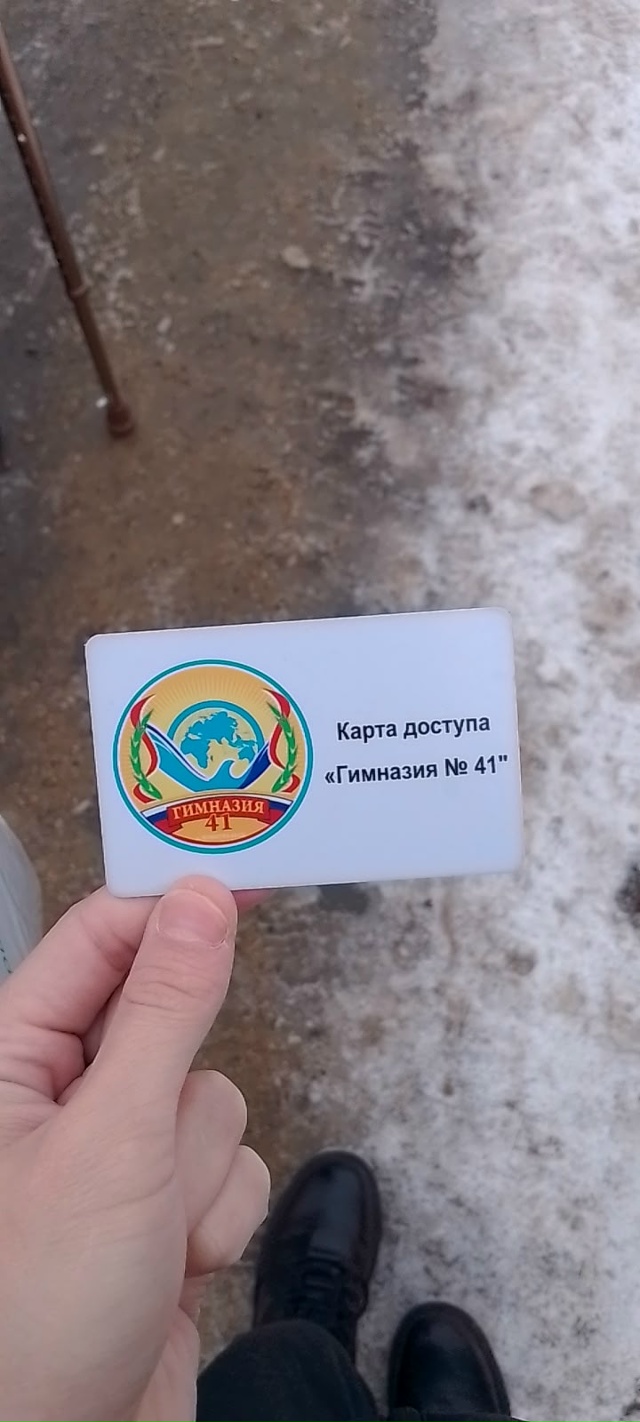 Карта доступа
«Гимназия № 41"
ГИМНАЗИЯ
41